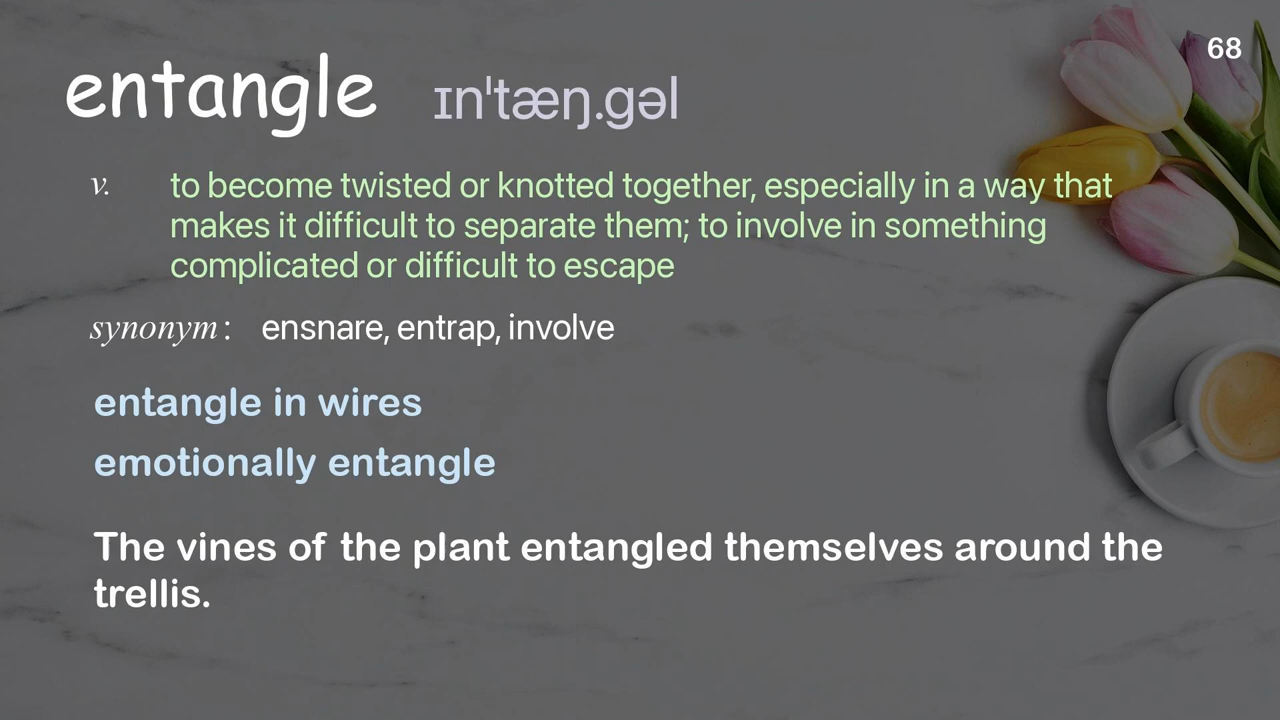 68
entangle ɪnˈtæŋ.gəl
v. to become twisted or knotted together, especially in a way that
makes it difficult to separate them; to involve in something
complicated or difficult to escape
synonym: ensnare, entrap, involve
entangle in wires
emotionally entangle
The vines of the plant entangled themselves around the
trellis.